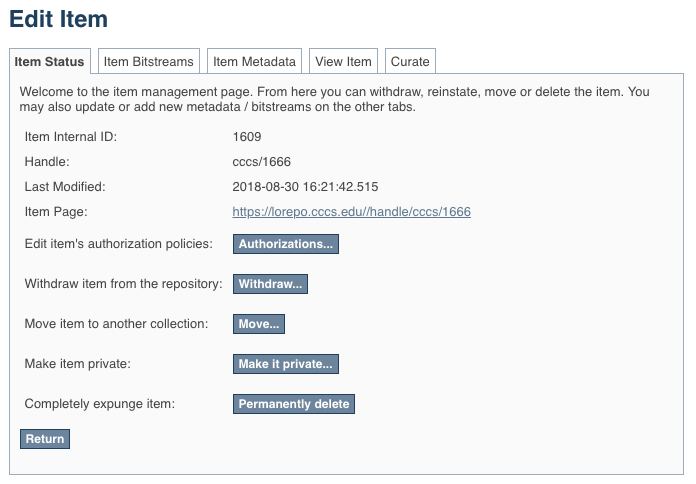 Edit Item
Item Status
Item Bitstreams
Item Metadata
View Item
Curate
Welcome to the item management page. From here you can withdraw, reinstate, move or delete the item. You
may also update or add new metadata / bitstreams on the other tabs.
Item Internal ID: 1609
Handle: cccs/1666
Last Modified: 2018-08-30 16:21:42.515
Item Page: https://lorepo.cccs.edu//handle/cccs/1666
Edit item's authorization policies: Authorizations...
Withdraw item from the repository: Withdraw...
Move item to another collection: Move...
Make item private: Make it private...
Completely expunge item: Permanently delete
Return